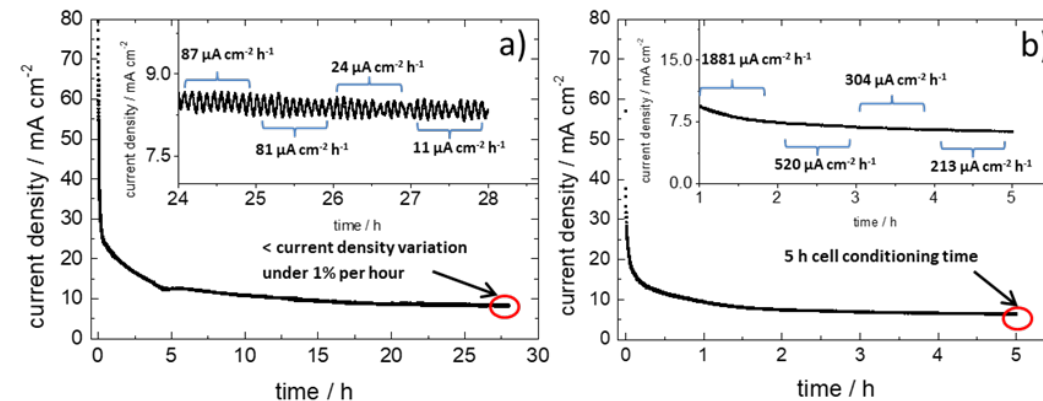 a)
current density / mA cm⁻²
80
70
60
50
40
30
20
10
0
0 5 10 15 20 25 30
time / h
current density / mA cm⁻²
9.0
7.5
24 25 26 27 28
time / h
87 µA cm⁻² h⁻¹
24 µA cm⁻² h⁻¹
81 µA cm⁻² h⁻¹
11 µA cm⁻² h⁻¹
< current density variation
under 1% per hour
b)
current density / mA cm⁻²
80
70
60
50
40
30
20
10
0
0 1 2 3 4 5
time / h
current density / mA cm⁻²
15.0
7.5
0.0
1 2 3 4 5
time / h
1881 µA cm⁻² h⁻¹
304 µA cm⁻² h⁻¹
520 µA cm⁻² h⁻¹
213 µA cm⁻² h⁻¹
5 h cell conditioning time